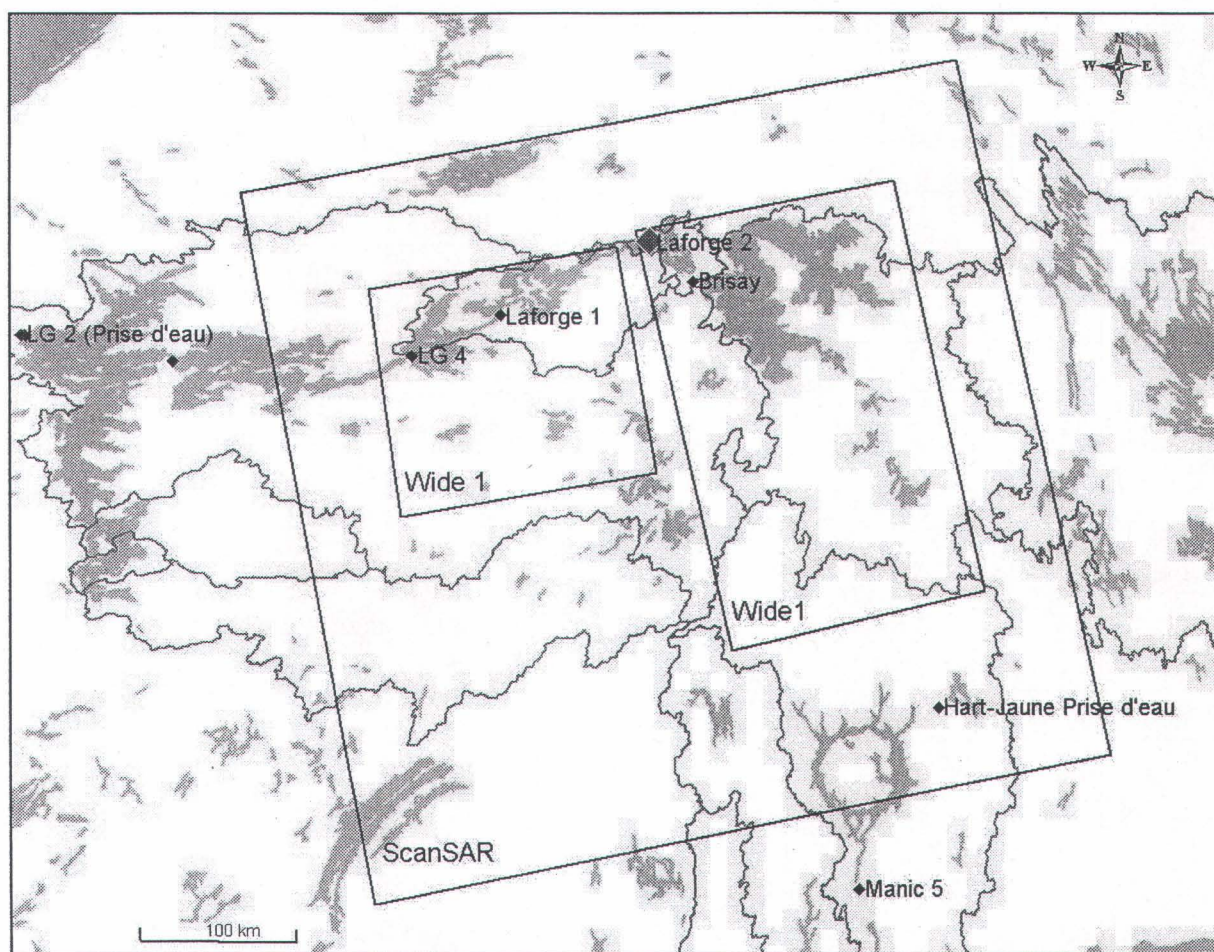 N
W E
S
Laforge 2
Brisay
Laforge 1
LG 2 (Prise d'eau)
LG 4
Wide 1
Wide1
Hart-Jaune Prise d'eau
ScanSAR
Manic 5
100 km